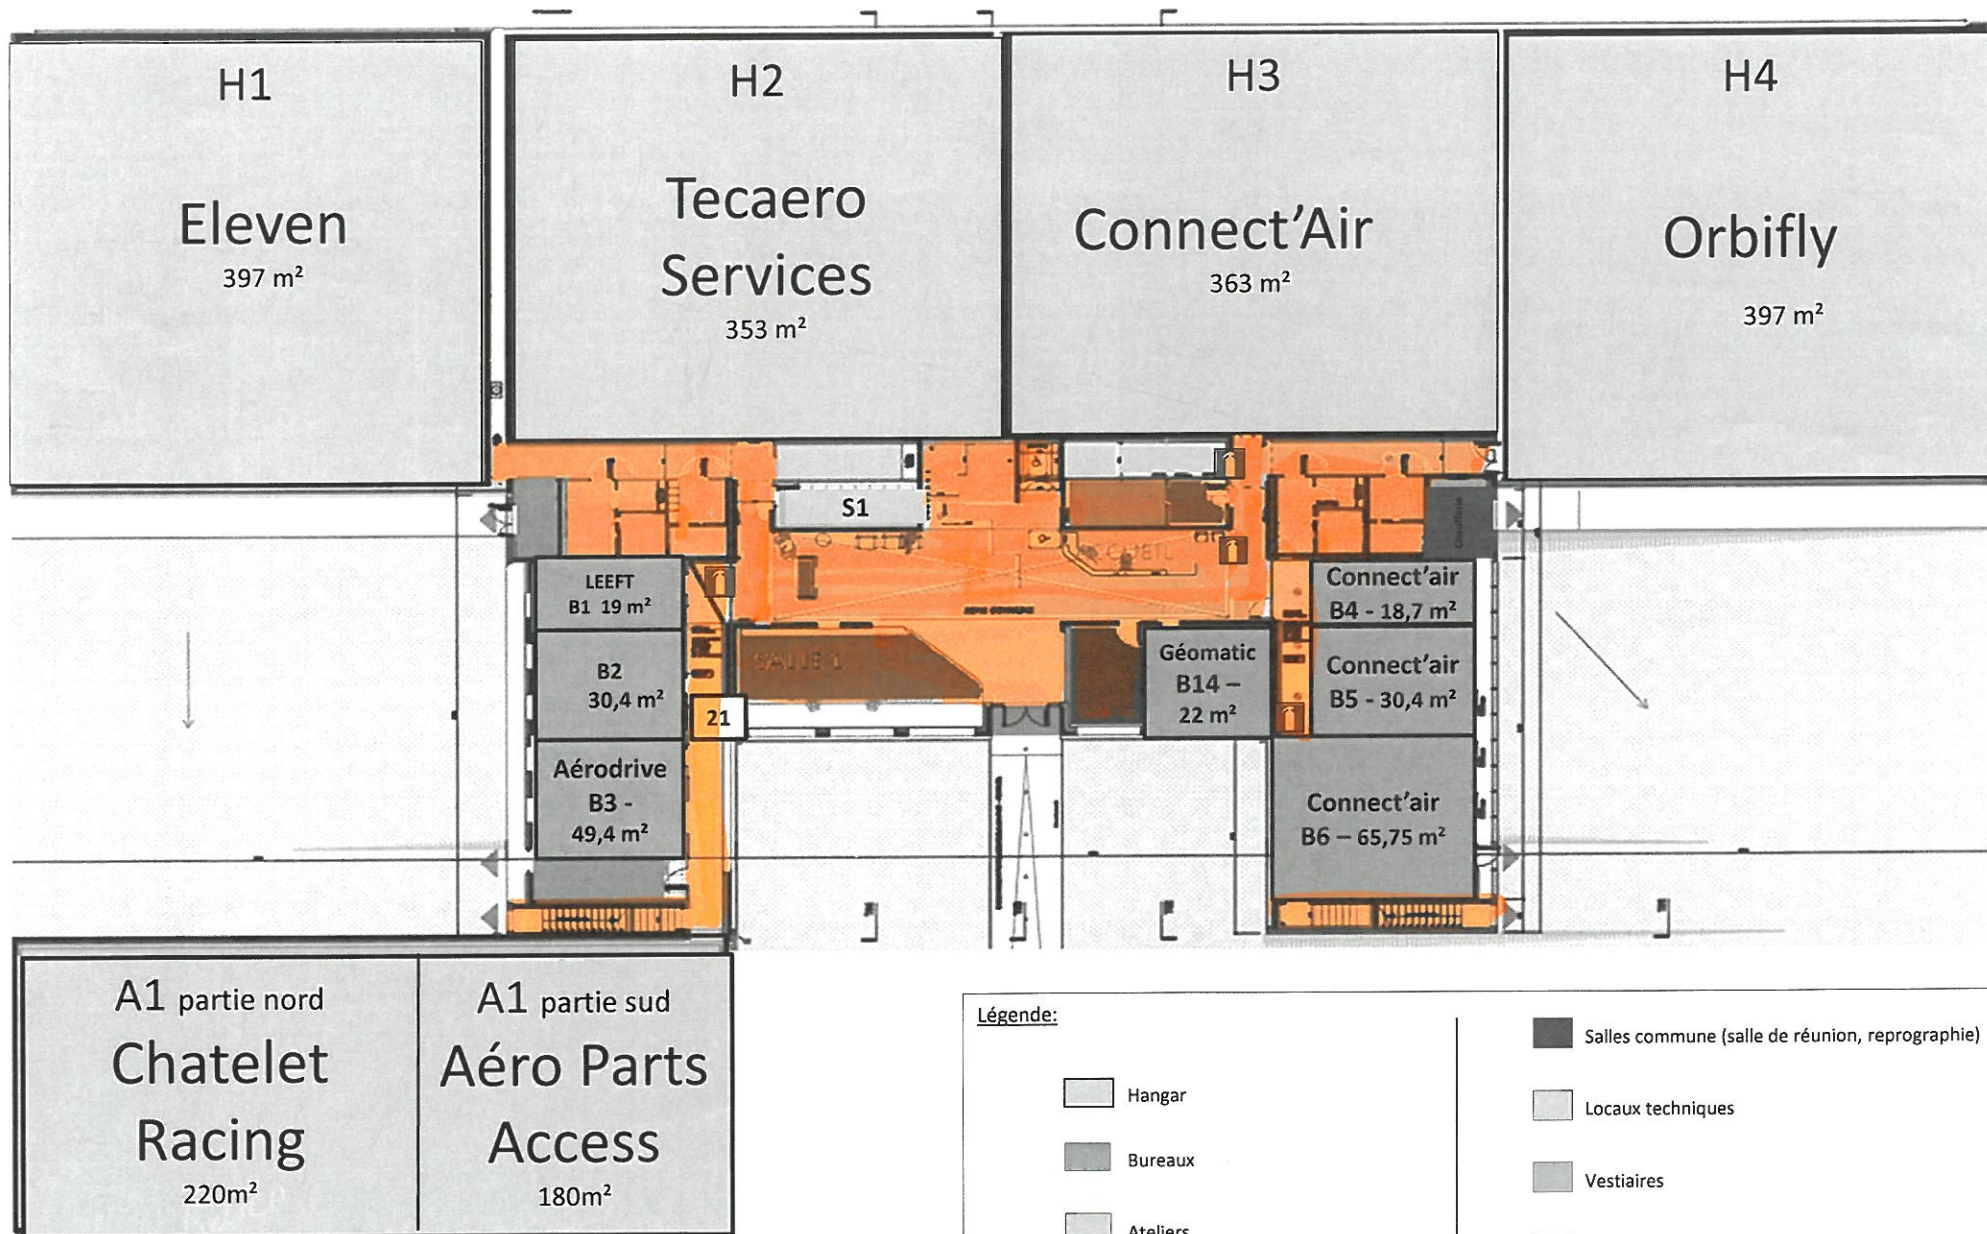 H1
Eleven
397 m²
H2
Tecaero
Services
353 m²
H3
Connect'Air
363 m²
H4
Orbifly
397 m²
S1
Chaufferie
LEEFT
B1 19 m²
B2
30,4 m²
Aérodrive
B3 -
49,4 m²
SALLE 1
21
Géomatic
B14 –
22 m²
Connect'air
B4 - 18,7 m²
Connect'air
B5 - 30,4 m²
Connect'air
B6 – 65,75 m²
A1 partie nord
Chatelet
Racing
220m²
A1 partie sud
Aéro Parts
Access
180m²
Légende:
Hangar
Bureaux
Ateliers
Salles commune (salle de réunion, reprographie)
Locaux techniques
Vestiaires